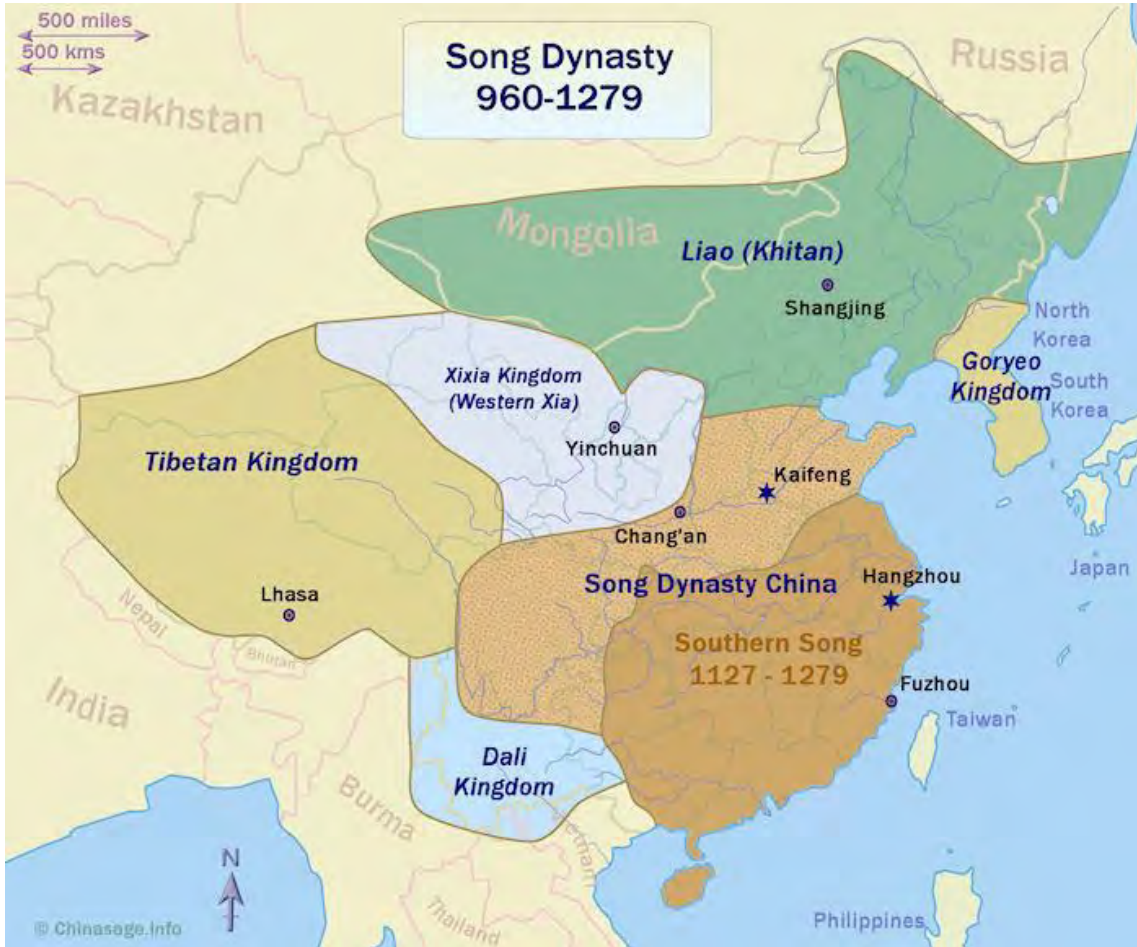 500 miles
500 kms
Song Dynasty
960-1279
Russia
Kazakhstan
Mongolia
Liao (Khitan)
Shangjing
North
Korea
Goryeo
Kingdom
South
Korea
Xixia Kingdom
(Western Xia)
Yinchuan
Tibetan Kingdom
Kaifeng
Chang'an
Japan
Song Dynasty China
Hangzhou
Lhasa
Nepal
Bhutan
Southern Song
1127 - 1279
India
Fuzhou
Taiwan
Dali
Kingdom
Burma
Vietnam
N
Thailand
Philippines
© Chinasage.info